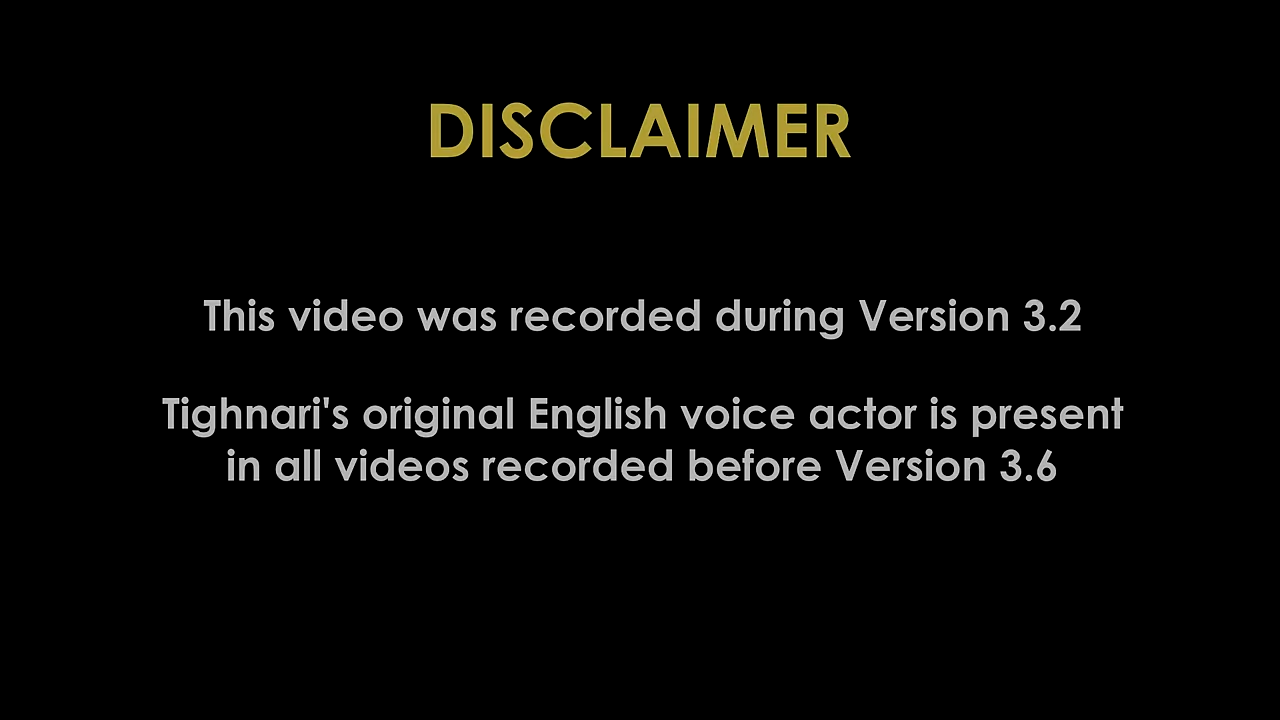 DISCLAIMER
This video was recorded during Version 3.2
Tighnari's original English voice actor is present
in all videos recorded before Version 3.6